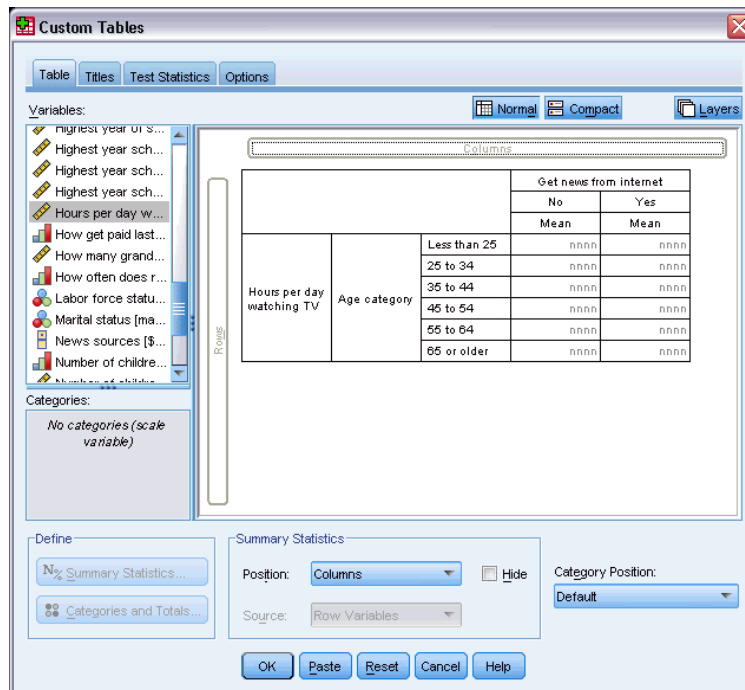 Custom Tables
Table Titles Test Statistics Options
Variables:
Normal Compact Layers
Highest year of s...
Highest year sch...
Highest year sch...
Highest year sch...
Hours per day w...
How get paid last...
How many grand...
How often does r...
Labor force statu...
Marital status [ma...
News sources [$...
Number of childre...
Number of childre...
Categories:
No categories (scale
variable)
Columns
Rows
Get news from internet
No Yes
Mean Mean
Hours per day
watching TV
Age category
Less than 25 nnnn nnnn
25 to 34 nnnn nnnn
35 to 44 nnnn nnnn
45 to 54 nnnn nnnn
55 to 64 nnnn nnnn
65 or older nnnn nnnn
Define
N% Summary Statistics...
Categories and Totals...
Summary Statistics
Position: Columns Hide
Source: Row Variables
Category Position:
Default
OK Paste Reset Cancel Help